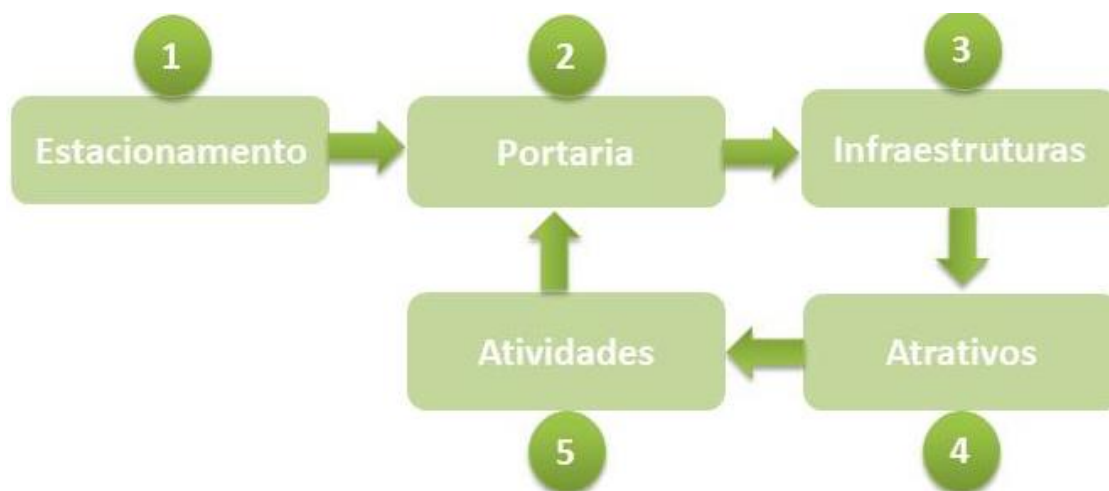 1
2
3
Estacionamento
Portaria
Infraestruturas
Atividades
Atrativos
5
4